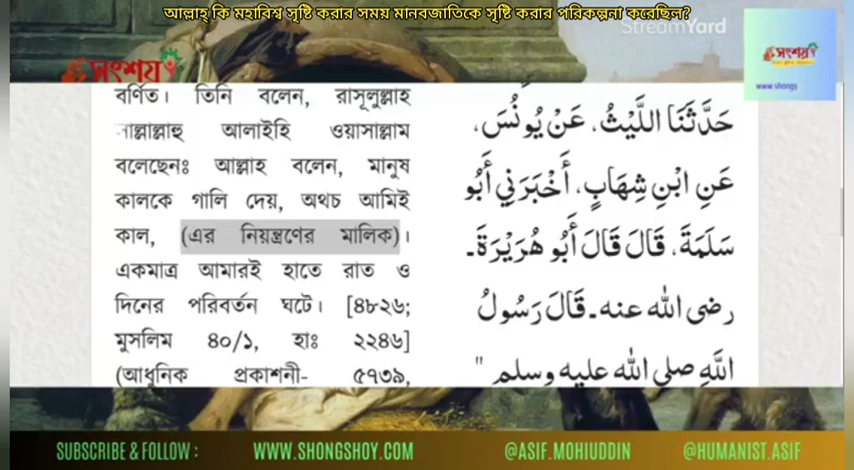 আল্লাহ্ কি মহাবিশ্ব সৃষ্টি করার সময় মানবজাতিকে সৃষ্টি করার পরিকল্পনা করেছিল?
StreamYard
সংশয়
সংশয়
www.shongs
বর্ণিত। তিনি বলেন, রাসূলুল্লাহ
সাল্লাল্লাহু আলাইহি ওয়াসাল্লাম
বলেছেনঃ আল্লাহ বলেন, মানুষ
কালকে গালি দেয়, অথচ আমিই
কাল, (এর নিয়ন্ত্রণের মালিক)।
একমাত্র আমারই হাতে রাত ও
দিনের পরিবর্তন ঘটে। [৪৮২৬;
মুসলিম ৪০/১, হাঃ ২২৪৬]
(আধুনিক প্রকাশনী- ৫৭৩৯,
حَدَّثَنَا اللَّيْثُ، عَنْ يُونُسَ،
عَنِ ابْنِ شِهَابٍ، أَخْبَرَنِي أَبُو
سَلَمَةَ، قَالَ قَالَ أَبُو هُرَيْرَةَ ـ
رضى الله عنه ـ قَالَ رَسُولُ
اللَّهِ صلى الله عليه وسلم "
SUBSCRIBE & FOLLOW : WWW.SHONGSHOY.COM @ASIF.MOHIUDDIN @HUMANIST.ASIF